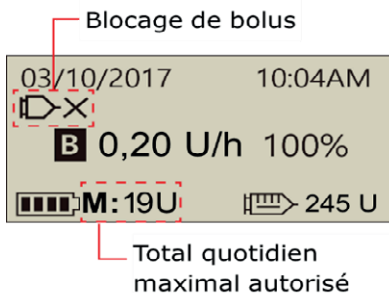 Blocage de bolus
03/10/2017 10:04AM
B 0,20 U/h 100%
M:19U 245 U
Total quotidien
maximal autorisé